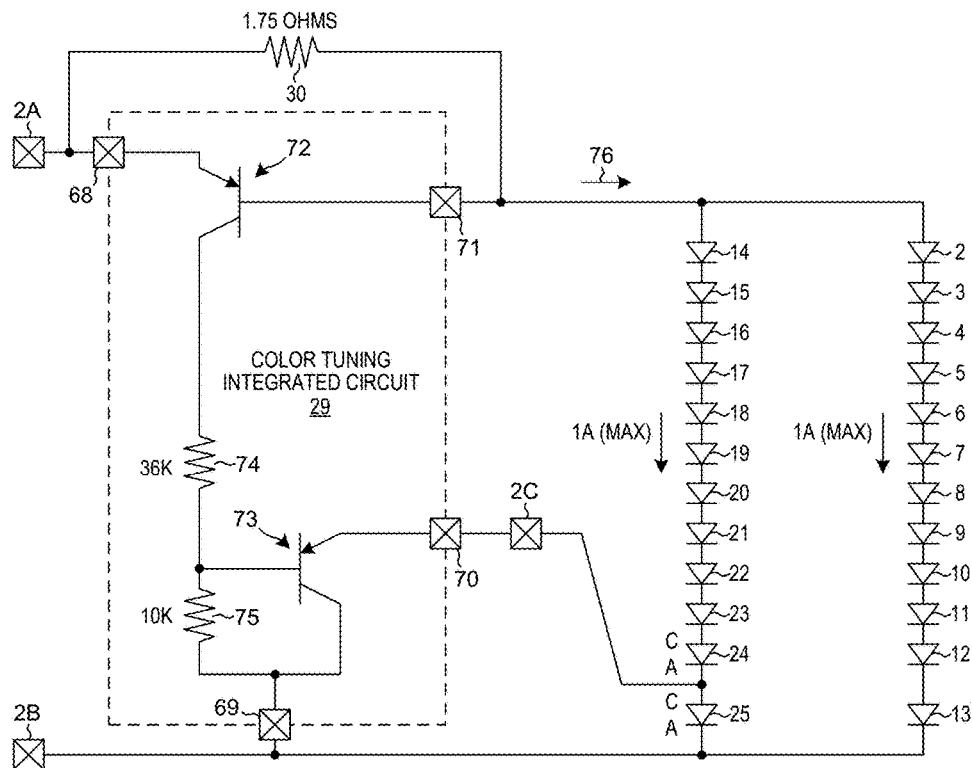 1.75 OHMS
30
2A
68
72
76
71
14
2
15
3
16
4
17
5
COLOR TUNING
INTEGRATED CIRCUIT
29
18
6
1A (MAX)
1A (MAX)
19
7
36K
74
20
8
2C
73
21
9
70
22
10
10K
75
23
11
C
A
24
12
69
C
A
25
13
2B